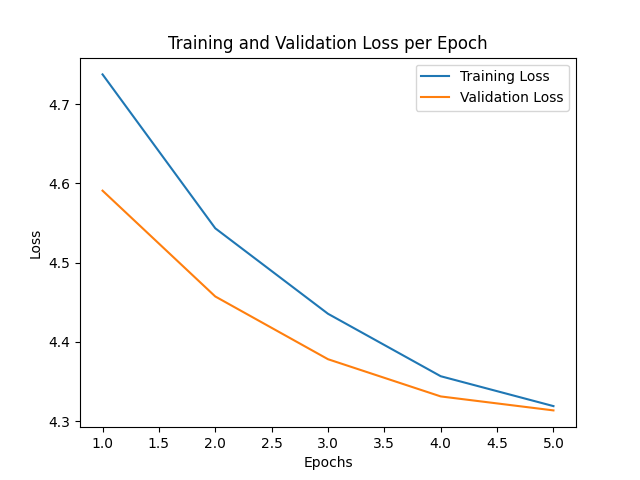 Training and Validation Loss per Epoch
Training Loss
Validation Loss
4.7
4.6
4.5
4.4
4.3
Loss
1.0 1.5 2.0 2.5 3.0 3.5 4.0 4.5 5.0
Epochs